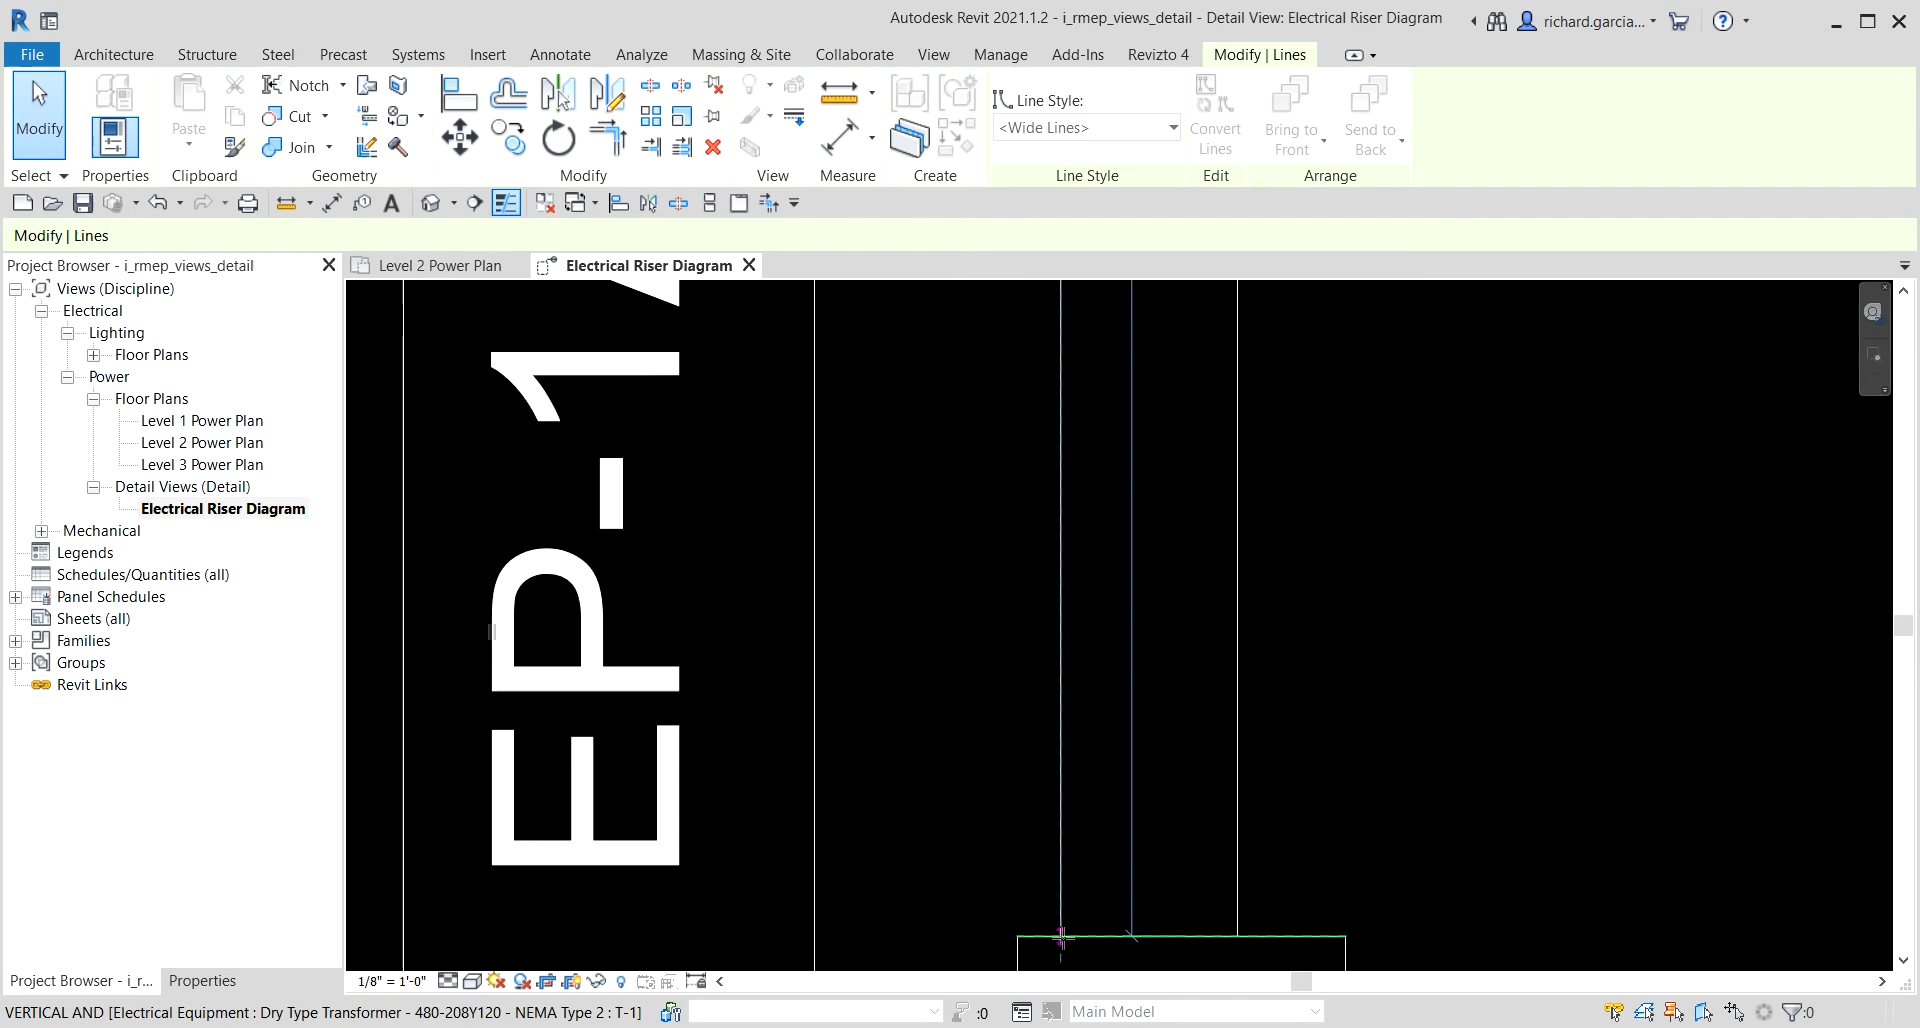 Autodesk Revit 2021.1.2 - i_rmep_views_detail - Detail View: Electrical Riser Diagram
richard.garcia...
File Architecture Structure Steel Precast Systems Insert Annotate Analyze Massing & Site Collaborate View Manage Add-Ins Revizto 4 Modify | Lines
Modify
Paste
Notch
Cut
Join
Line Style:
<Wide Lines>
Convert
Lines
Bring to
Front
Send to
Back
Select Properties Clipboard Geometry Modify View Measure Create Line Style Edit Arrange
Modify | Lines
Project Browser - i_rmep_views_detail
Level 2 Power Plan
Electrical Riser Diagram
Views (Discipline)
Electrical
Lighting
Floor Plans
Power
Floor Plans
Level 1 Power Plan
Level 2 Power Plan
Level 3 Power Plan
Detail Views (Detail)
Electrical Riser Diagram
Mechanical
Legends
Schedules/Quantities (all)
Panel Schedules
Sheets (all)
Families
Groups
Revit Links
EP-1
Project Browser - i_r...
Properties
1/8" = 1'-0"
VERTICAL AND [Electrical Equipment : Dry Type Transformer - 480-208Y120 - NEMA Type 2 : T-1]
:0
Main Model
:0